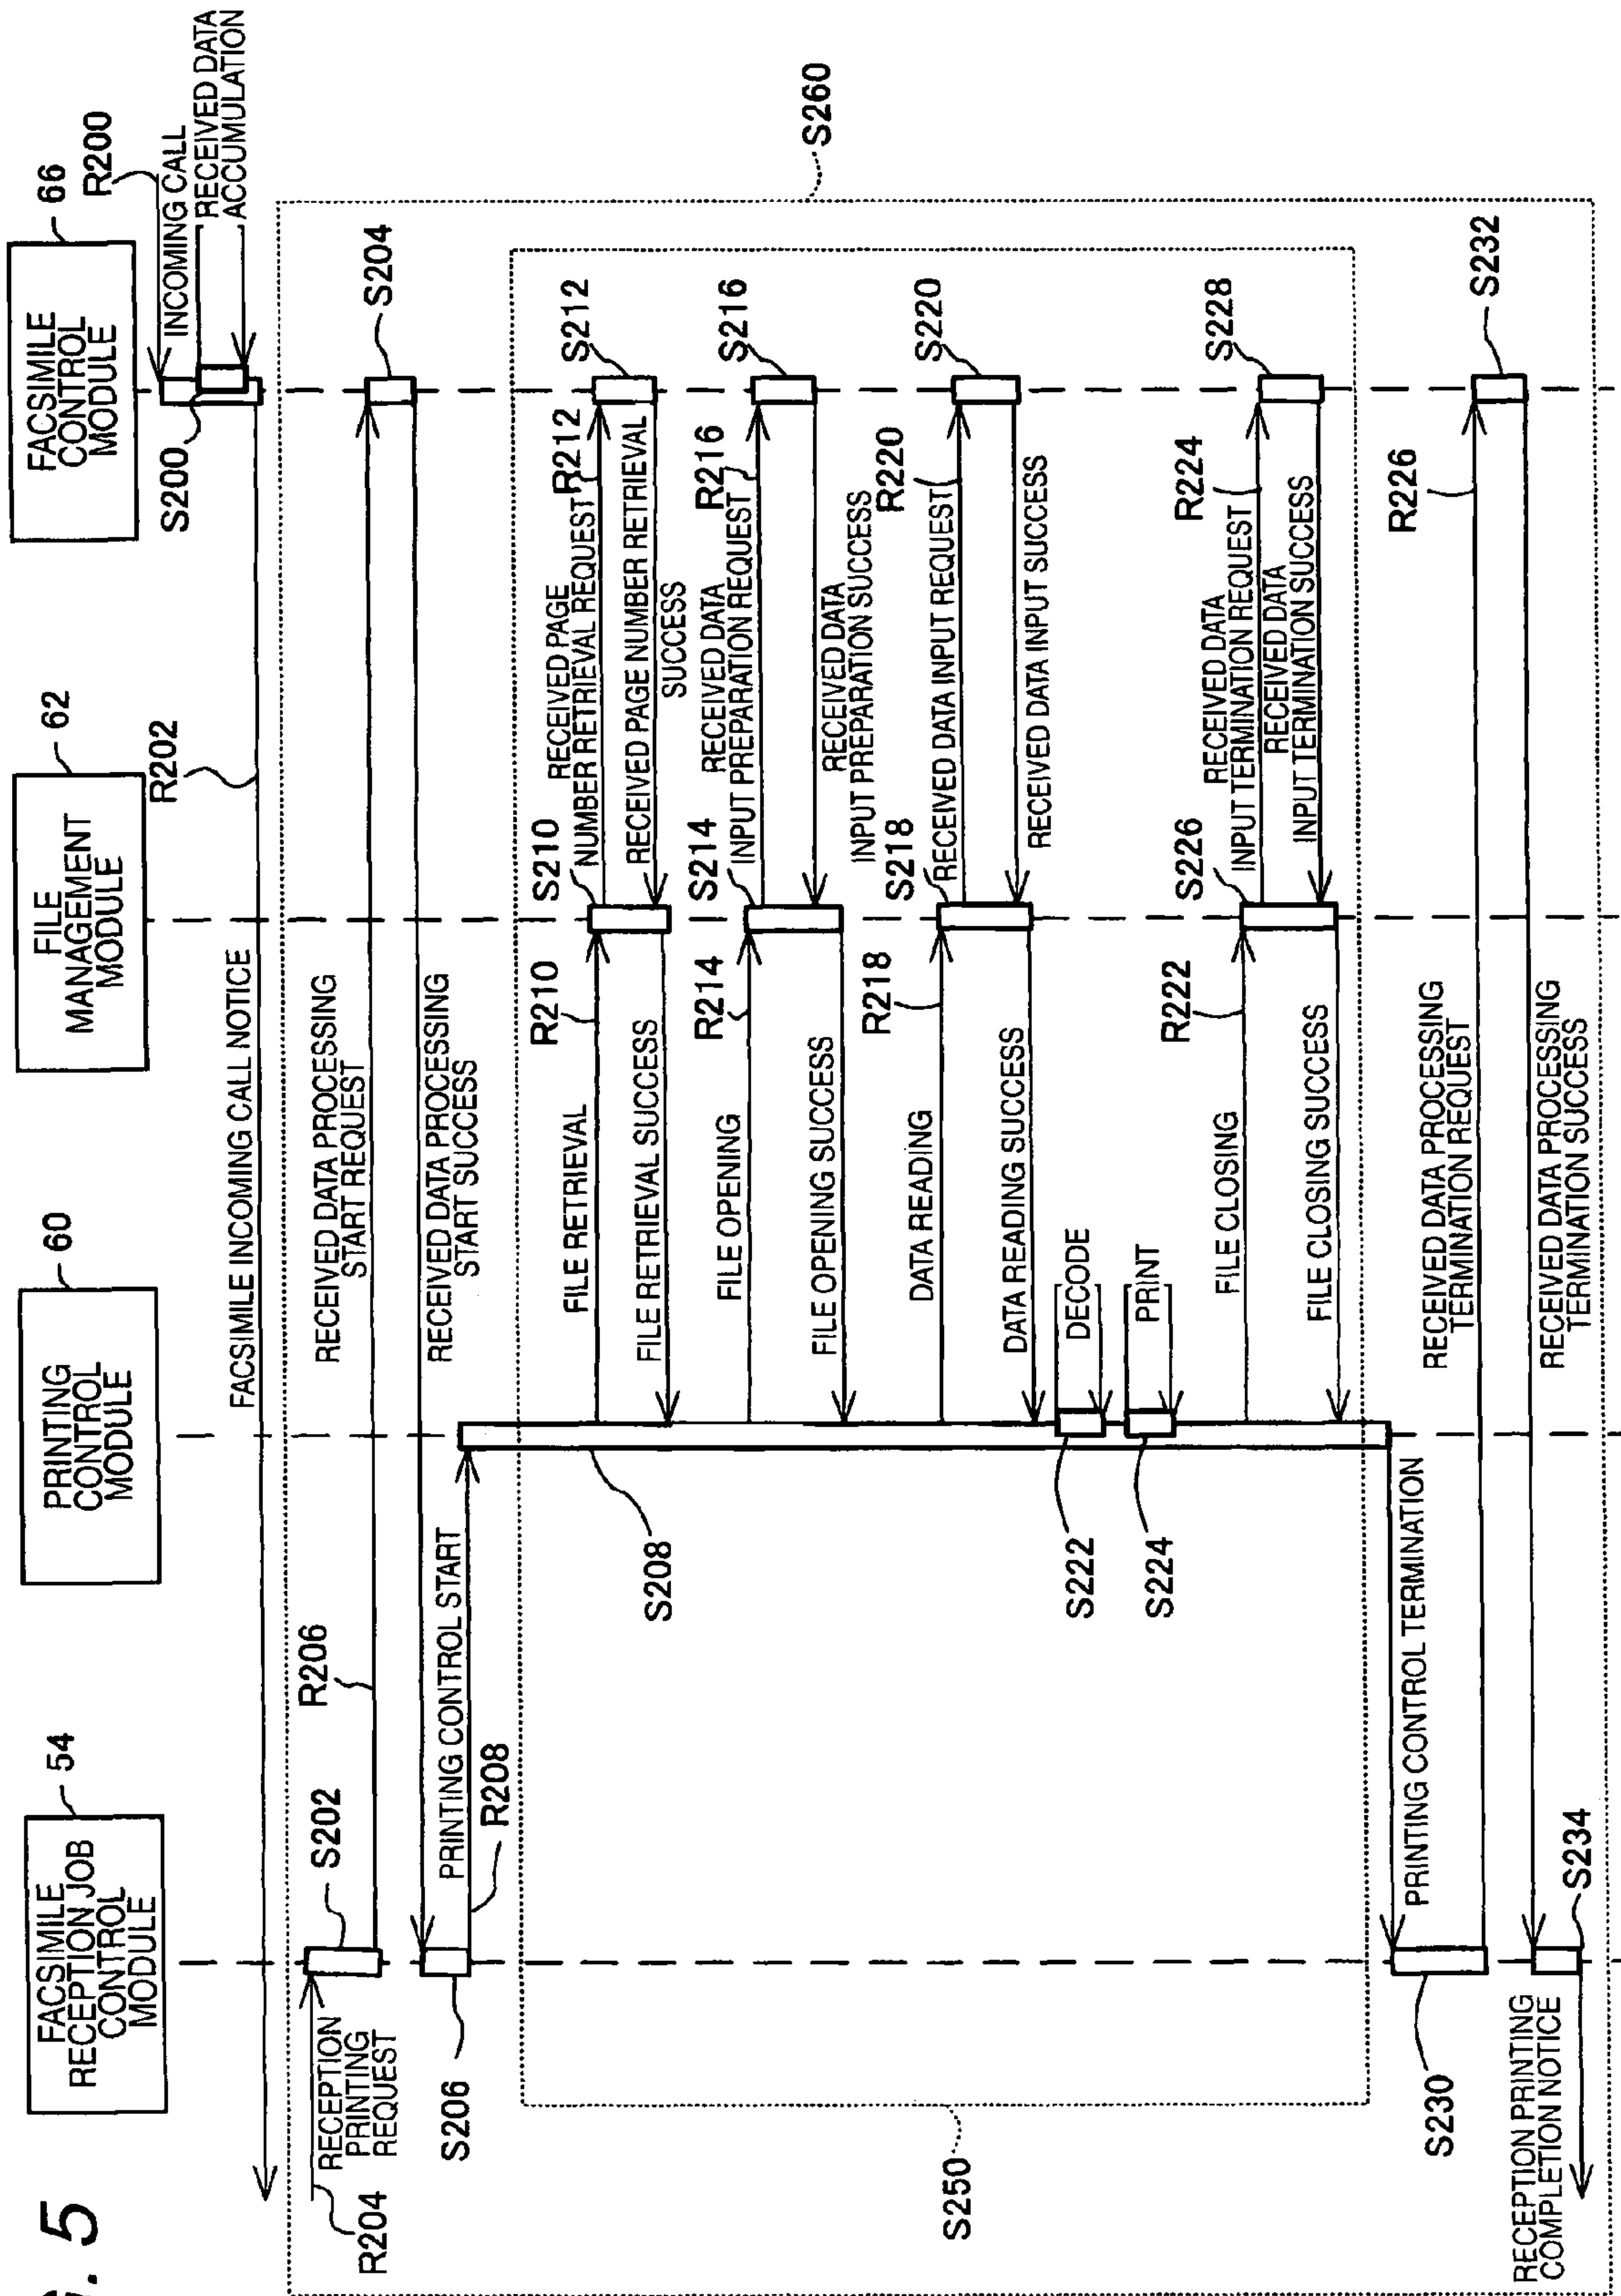 G. 5
FACSIMILE
RECEPTION JOB
CONTROL
MODULE
54
PRINTING
CONTROL
MODULE
60
FILE
MANAGEMENT
MODULE
62
FACSIMILE
CONTROL
MODULE
66
R200
INCOMING CALL
RECEIVED DATA
ACCUMULATION
S200
R202
FACSIMILE INCOMING CALL NOTICE
R204
RECEPTION
PRINTING
REQUEST
S202
R206
RECEIVED DATA PROCESSING
START REQUEST
S204
RECEIVED DATA PROCESSING
START SUCCESS
S206
PRINTING CONTROL START
R208
S208
S260
FILE RETRIEVAL
R210
S210
RECEIVED PAGE
NUMBER RETRIEVAL REQUEST
R212
S212
RECEIVED PAGE NUMBER RETRIEVAL
SUCCESS
FILE RETRIEVAL SUCCESS
FILE OPENING
R214
S214
RECEIVED DATA
INPUT PREPARATION REQUEST
R216
S216
RECEIVED DATA
INPUT PREPARATION SUCCESS
FILE OPENING SUCCESS
DATA READING
R218
S218
RECEIVED DATA INPUT REQUEST
R220
S220
RECEIVED DATA INPUT SUCCESS
DATA READING SUCCESS
DECODE
S222
PRINT
S224
FILE CLOSING
R222
S226
RECEIVED DATA
INPUT TERMINATION REQUEST
R224
S228
RECEIVED DATA
INPUT TERMINATION SUCCESS
FILE CLOSING SUCCESS
S250
PRINTING CONTROL TERMINATION
S230
RECEIVED DATA PROCESSING
TERMINATION REQUEST
R226
S232
RECEIVED DATA PROCESSING
TERMINATION SUCCESS
S234
RECEPTION PRINTING
COMPLETION NOTICE